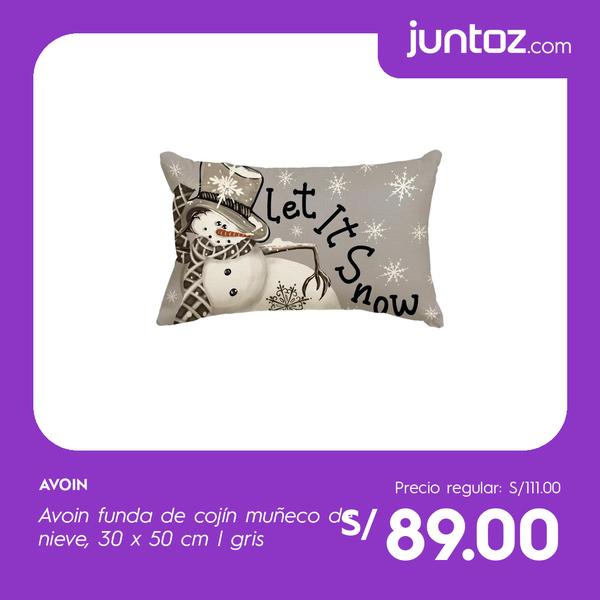 juntoz.com
Let It Snow
AVOIN
Avoin funda de cojín muñeco de
nieve, 30 x 50 cm | gris
Precio regular: S/111.00
S/ 89.00